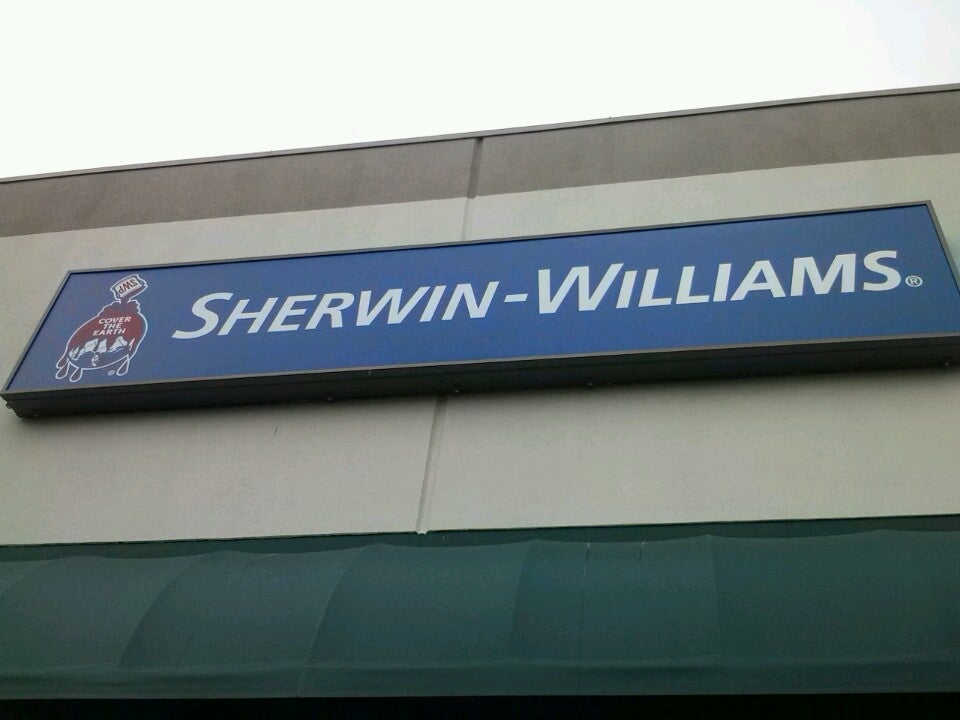 SWP
COVER
THE
EARTH
®
SHERWIN-WILLIAMS®